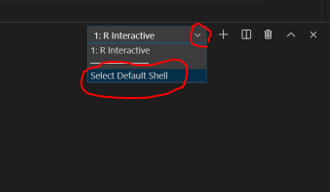 1: R Interactive
1: R Interactive
Select Default Shell